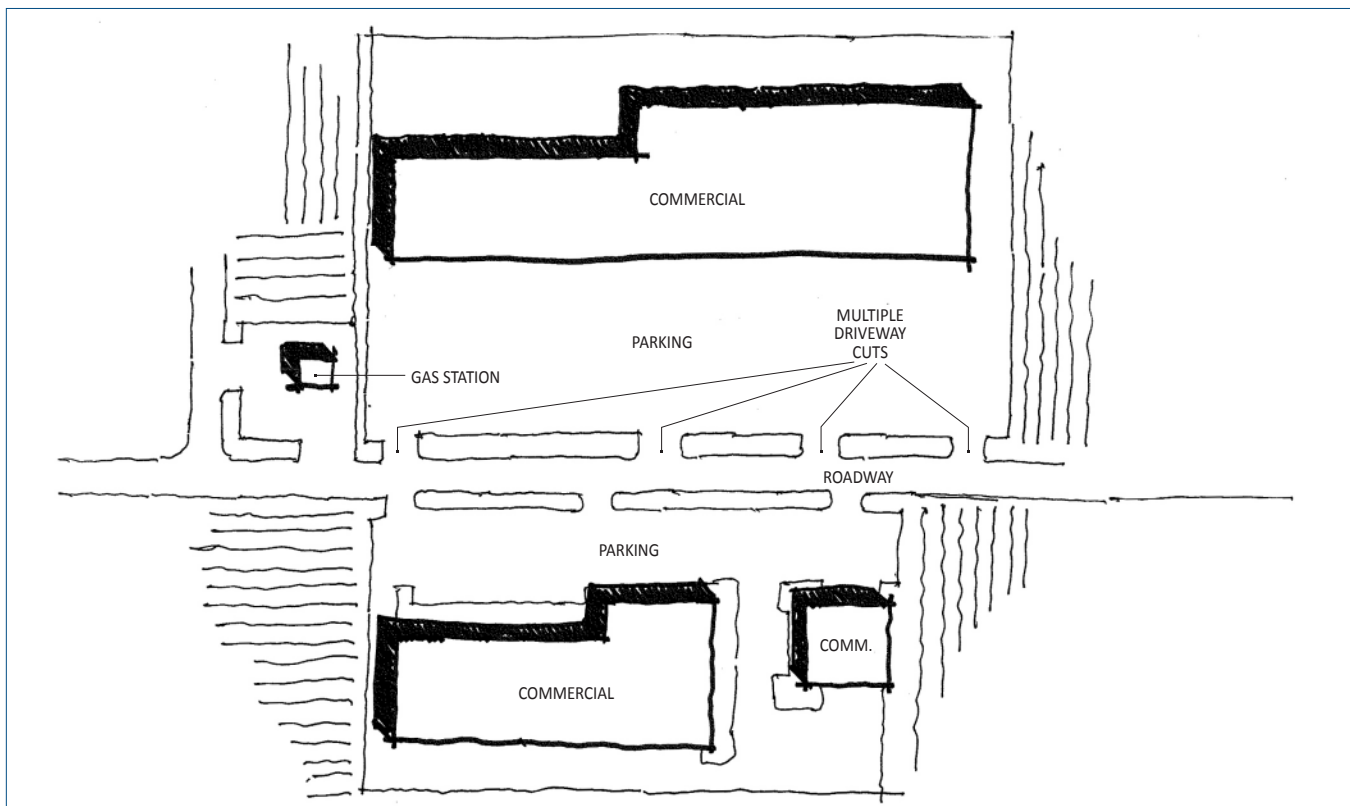 COMMERCIAL
MULTIPLE
DRIVEWAY
CUTS
PARKING
GAS STATION
ROADWAY
PARKING
COMM.
COMMERCIAL